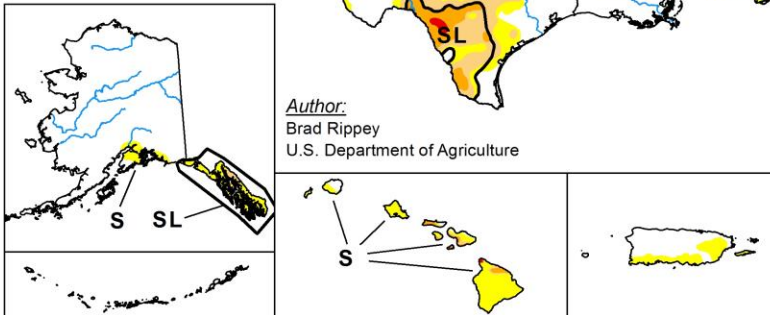 SL
Author:
Brad Rippey
U.S. Department of Agriculture
S
SL
S